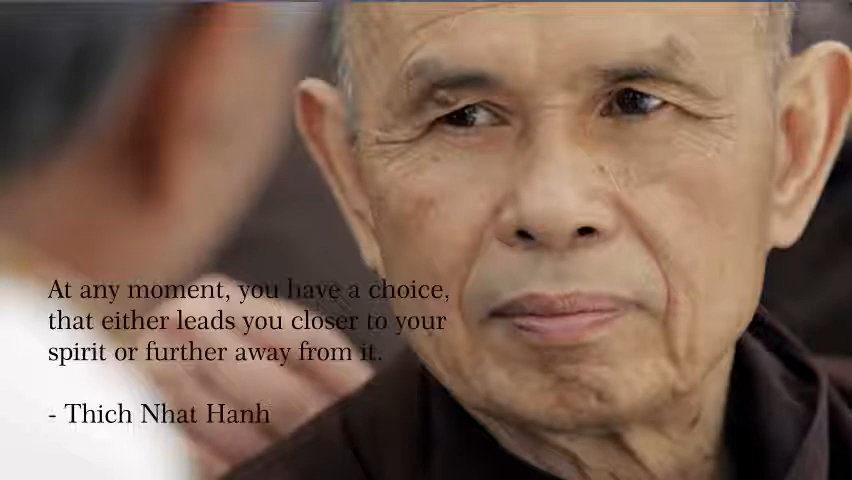 At any moment, you have a choice,
that either leads you closer to your
spirit or further away from it.
- Thich Nhat Hanh